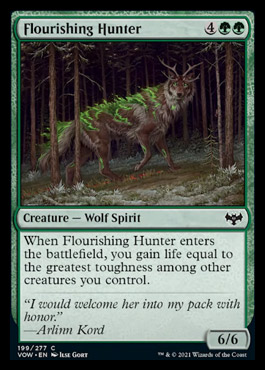 Flourishing Hunter 4
Creature — Wolf Spirit
When Flourishing Hunter enters
the battlefield, you gain life equal to
the greatest toughness among other
creatures you control.
"I would welcome her into my pack with
honor."
—Arlinn Kord
6/6
199/277 C
VOW • EN Ilse Gort ™ & © 2021 Wizards of the Coast